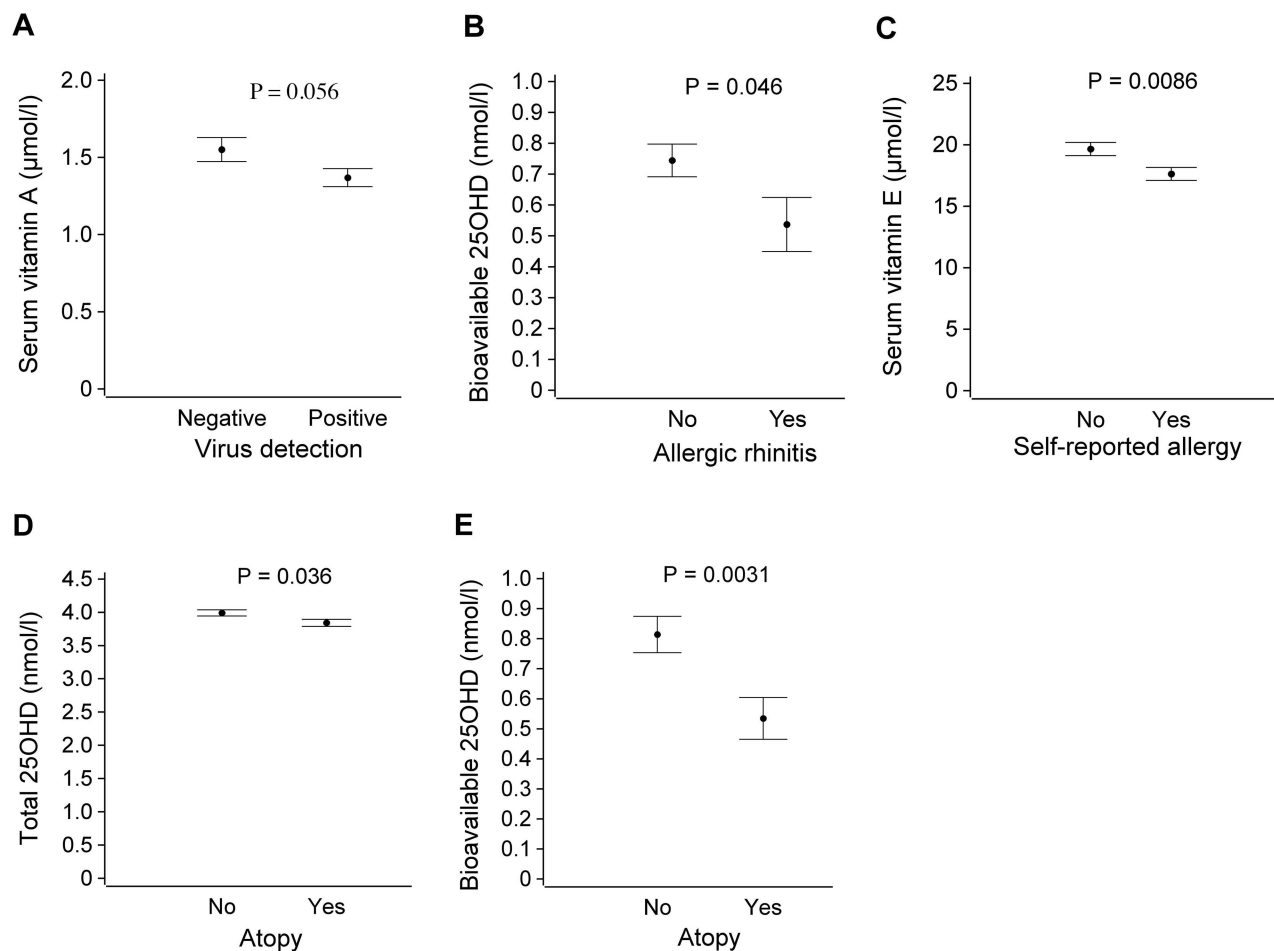 A
Serum vitamin A (µmol/l)
2.0
1.5
1.0
0.5
0
P = 0.056
Negative Positive
Virus detection
B
Bioavailable 25OHD (nmol/l)
1.0
0.9
0.8
0.7
0.6
0.5
0.4
0.3
0.2
0.1
0
P = 0.046
No Yes
Allergic rhinitis
C
Serum vitamin E (µmol/l)
25
20
15
10
5
0
P = 0.0086
No Yes
Self-reported allergy
D
Total 25OHD (nmol/l)
4.5
4.0
3.5
3.0
2.5
2.0
1.5
1.0
0.5
0
P = 0.036
No Yes
Atopy
E
Bioavailable 25OHD (nmol/l)
1.0
0.9
0.8
0.7
0.6
0.5
0.4
0.3
0.2
0.1
0
P = 0.0031
No Yes
Atopy